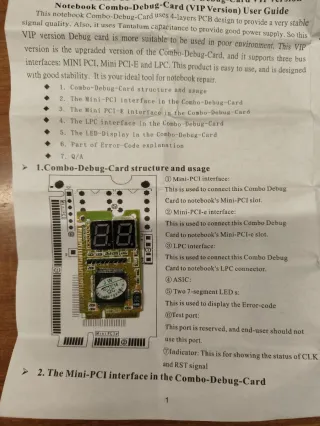 Notebook Combo-Debug-Card (VIP Version) User Guide
This notebook Combo-Debug-Card uses 4-layers PCB design to provide a very stable
signal quality. Also, it uses Tantalum capacitance to provide good power supply. So this
VIP version Debug card is more suitable to be used in poor environment. This VIP
version is the upgraded version of the Combo-Debug-Card, and it supports three bus
interfaces: MINI PCI, Mini PCI-E and LPC. This product is easy to use, and is designed
with good stability. It is your ideal tool for notebook repair.
◆ 1. Combo-Debug-Card structure and usage
◆ 2. The Mini-PCI interface in the Combo-Debug-Card
◆ 3. The Mini PCI-E interface in the Combo-Debug-Card
◆ 4. The LPC interface in the Combo-Debug-Card
◆ 5. The LED-Display in the Combo-Debug-Card
◆ 6. Part of Error-Code explanation
◆ 7. Q/A
➢ 1.Combo-Debug-Card structure and usage
① Mini-PCI interface:
This is used to connect this Combo Debug
Card to notebook's Mini-PCI slot.
②Mini-PCI-e interface:
This is used to connect this Combo Debug
Card to notebook's Mini-PCI-e slot.
③ LPC interface:
This is used to connect this Combo Debug
Card to notebook's LPC connector.
④ ASIC:
⑤ Two 7-segment LED s:
This is used to display the Error-code
⑥Test port:
This port is reserved, and end-user should not
use this port
⑦Indicator: This is for showing the status of CLK
and RST signal
➢ 2. The Mini-PCI interface in the Combo-Debug-Card
1